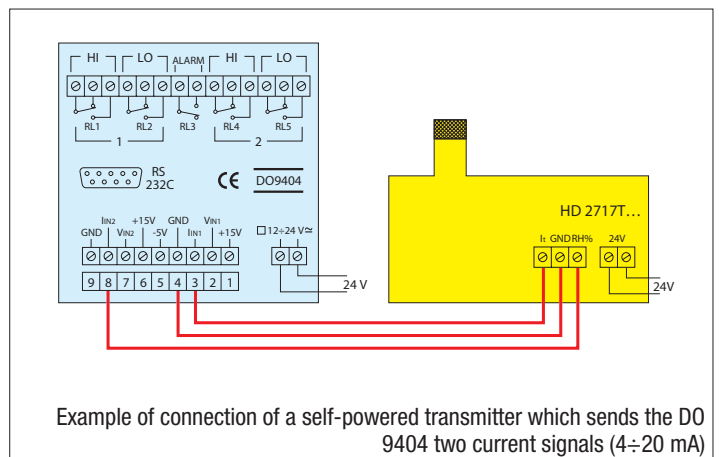 HI LO ALARM HI LO
RL1 RL2 RL3 RL4 RL5
1 2
RS
232C
CE DO9404
HD 2717T...
IIN2 +15V GND VIN1
GND VIN2 -5V IIN1 +15V
12÷24 V≃
It GND RH% 24V
9 8 7 6 5 4 3 2 1
24 V
24V
Example of connection of a self-powered transmitter which sends the DO
9404 two current signals (4÷20 mA)